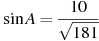 sinA = 10/√181